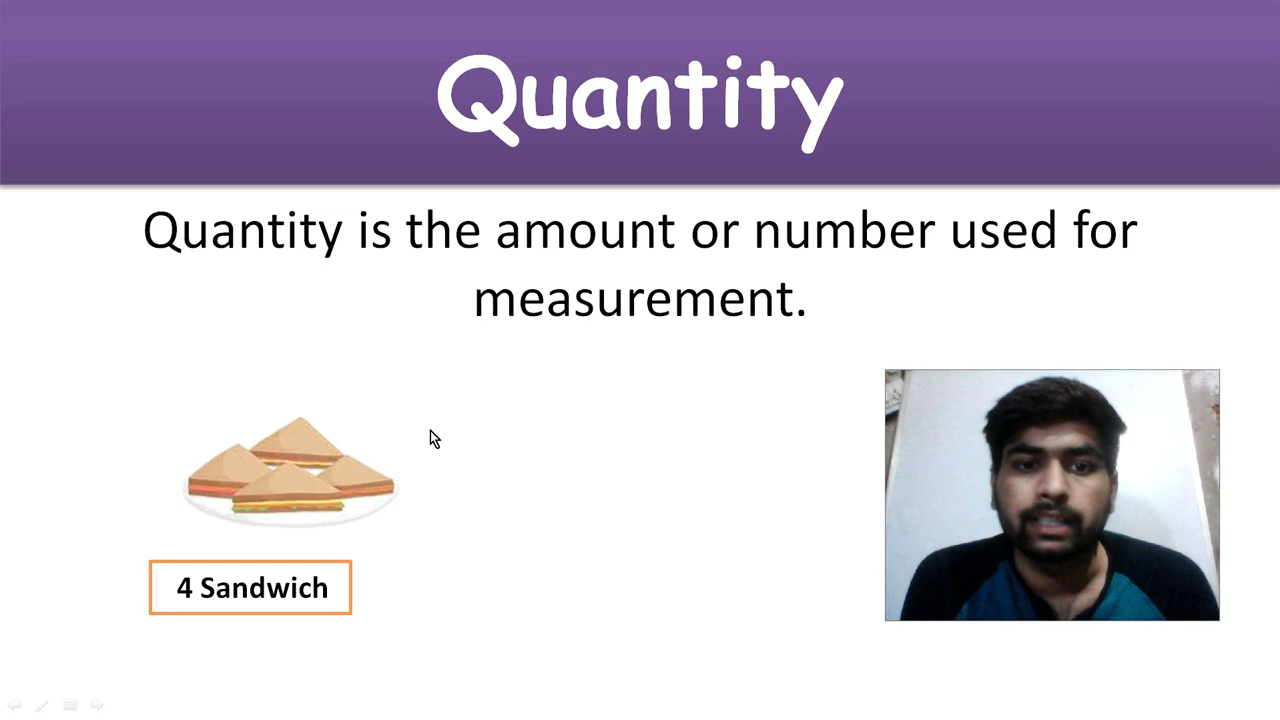 Quantity
Quantity is the amount or number used for
measurement.
4 Sandwich